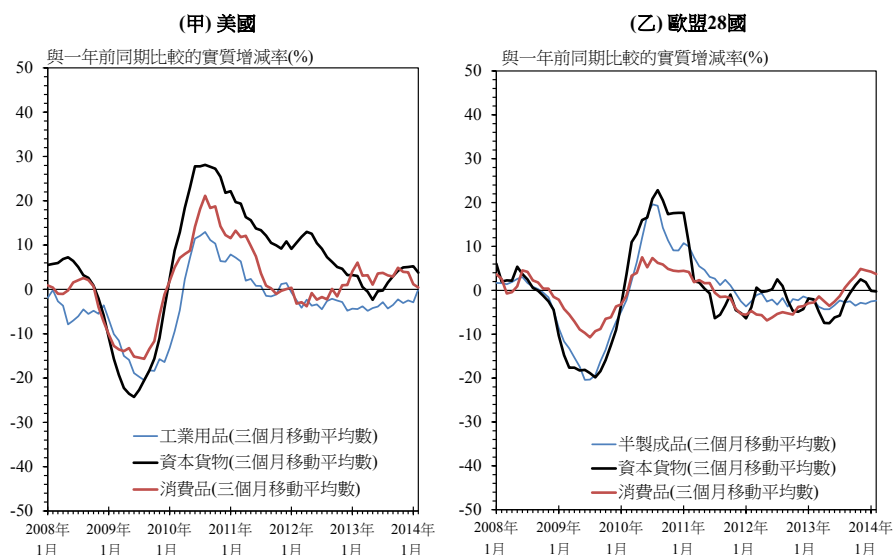 (甲) 美國
與一年前同期比較的實質增減率(%)
50
40
30
20
10
0
-10
-20
-30
-40
-50
工業用品(三個月移動平均數)
資本貨物(三個月移動平均數)
消費品(三個月移動平均數)
2008年 2009年 2010年 2011年 2012年 2013年 2014年
1月 1月 1月 1月 1月 1月 1月
(乙) 歐盟28國
與一年前同期比較的實質增減率(%)
50
40
30
20
10
0
-10
-20
-30
-40
-50
半製成品(三個月移動平均數)
資本貨物(三個月移動平均數)
消費品(三個月移動平均數)
2008年 2009年 2010年 2011年 2012年 2013年 2014年
1月 1月 1月 1月 1月 1月 1月